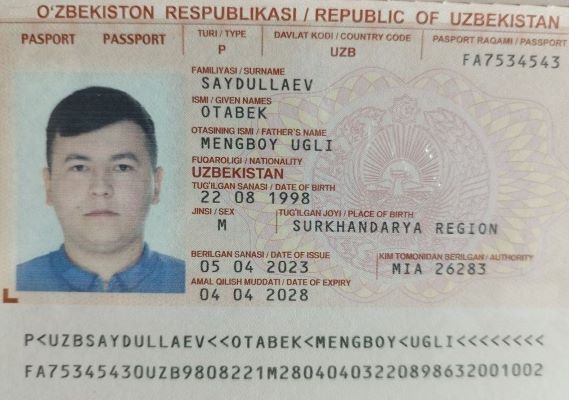 O'ZBEKISTON RESPUBLIKASI / REPUBLIC OF UZBEKISTAN
PASPORT PASSPORT
TURI / TYPE DAVLAT KODI / COUNTRY CODE PASPORT RAQAMI / PASSPORT
P UZB FA7534543
FAMILIYASI / SURNAME
SAYDULLAEV
ISMI / GIVEN NAMES
OTABEK
OTASINING ISMI / FATHER'S NAME
MENGBOY UGLI
FUQAROLIGI / NATIONALITY
UZBEKISTAN
TUG'ILGAN SANASI / DATE OF BIRTH
22 08 1998
JINSI / SEX TUG'ILGAN JOYI / PLACE OF BIRTH
M SURKHANDARYA REGION
BERILGAN SANASI / DATE OF ISSUE KIM TOMONIDAN BERILGAN / AUTHORITY
05 04 2023 MIA 26283
AMAL QILISH MUDDATI / DATE OF EXPIRY
04 04 2028
P<UZBSAYDULLAEV<<OTABEK<MENGBOY<UGLI<<<<<<<<
FA75345430UZB9808221M28040403220898632001002